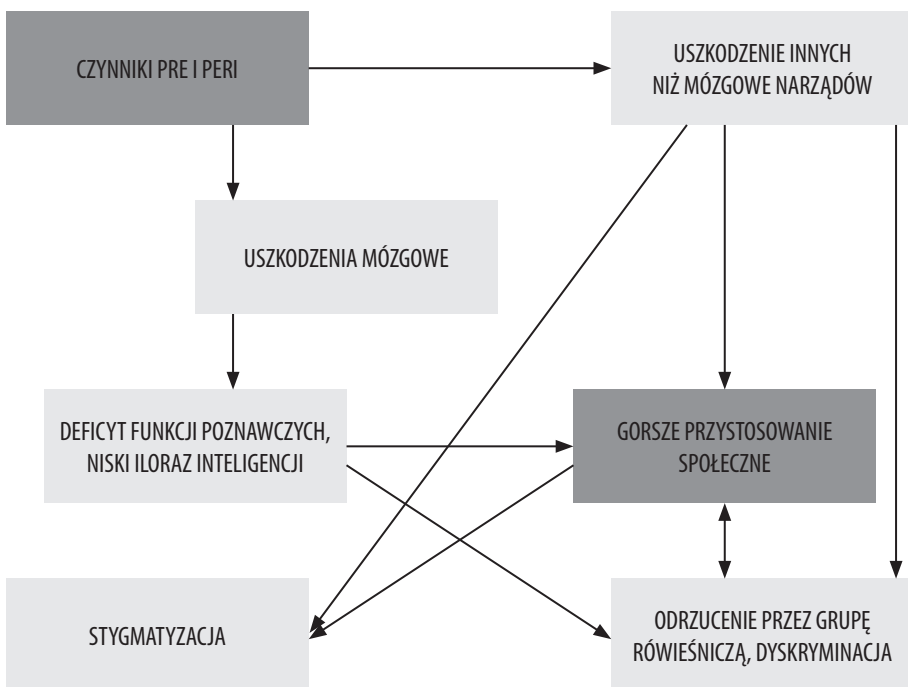 CZYNNIKI PRE I PERI
USZKODZENIE INNYCH
NIŻ MÓZGOWE NARZĄDÓW
USZKODZENIA MÓZGOWE
DEFICYT FUNKCJI POZNAWCZYCH,
NISKI ILORAZ INTELIGENCJI
GORSZE PRZYSTOSOWANIE
SPOŁECZNE
STYGMATYZACJA
ODRZUCENIE PRZEZ GRUPĘ
RÓWIEŚNICZĄ, DYSKRYMINACJA